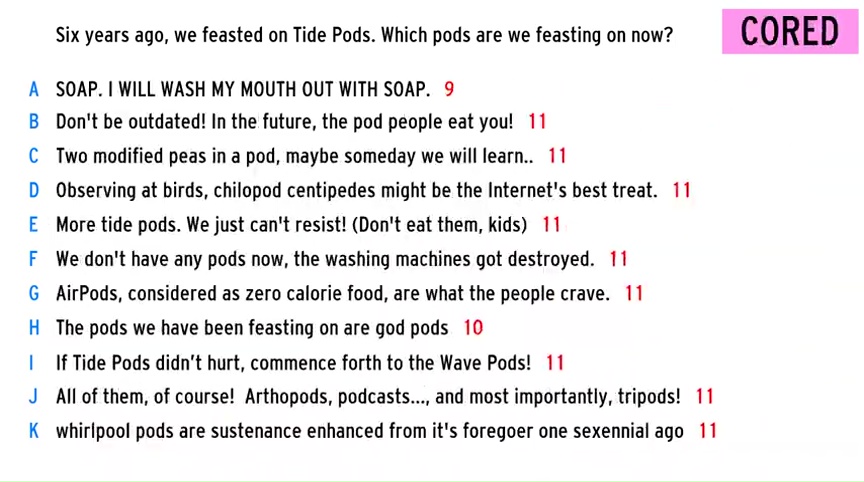 Six years ago, we feasted on Tide Pods. Which pods are we feasting on now?
CORED
A SOAP. I WILL WASH MY MOUTH OUT WITH SOAP. 9
B Don't be outdated! In the future, the pod people eat you! 11
C Two modified peas in a pod, maybe someday we will learn.. 11
D Observing at birds, chilopod centipedes might be the Internet's best treat. 11
E More tide pods. We just can't resist! (Don't eat them, kids) 11
F We don't have any pods now, the washing machines got destroyed. 11
G AirPods, considered as zero calorie food, are what the people crave. 11
H The pods we have been feasting on are god pods 10
I If Tide Pods didn’t hurt, commence forth to the Wave Pods! 11
J All of them, of course! Arthopods, podcasts..., and most importantly, tripods! 11
K whirlpool pods are sustenance enhanced from it's foregoer one sexennial ago 11